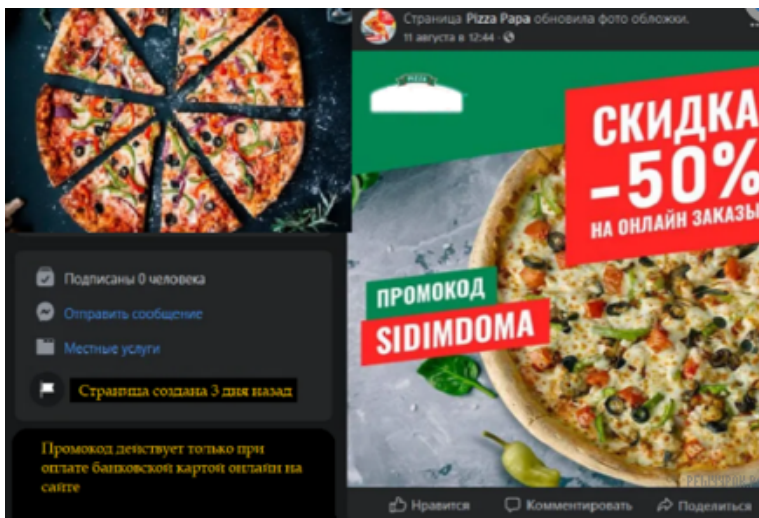 Страница Pizza Papa обновила фото обложки.
11 августа в 12:44
PIZZA
СКИДКА
-50%
НА ОНЛАЙН ЗАКАЗЫ
ПРОМОКОД
SIDIMDOMA
Подписаны 0 человека
Отправить сообщение
Местные услуги
Страница создана 3 дня назад
Промокод действует только при
оплате банковской картой онлайн на
сайте
Нравится
Комментировать
Поделиться